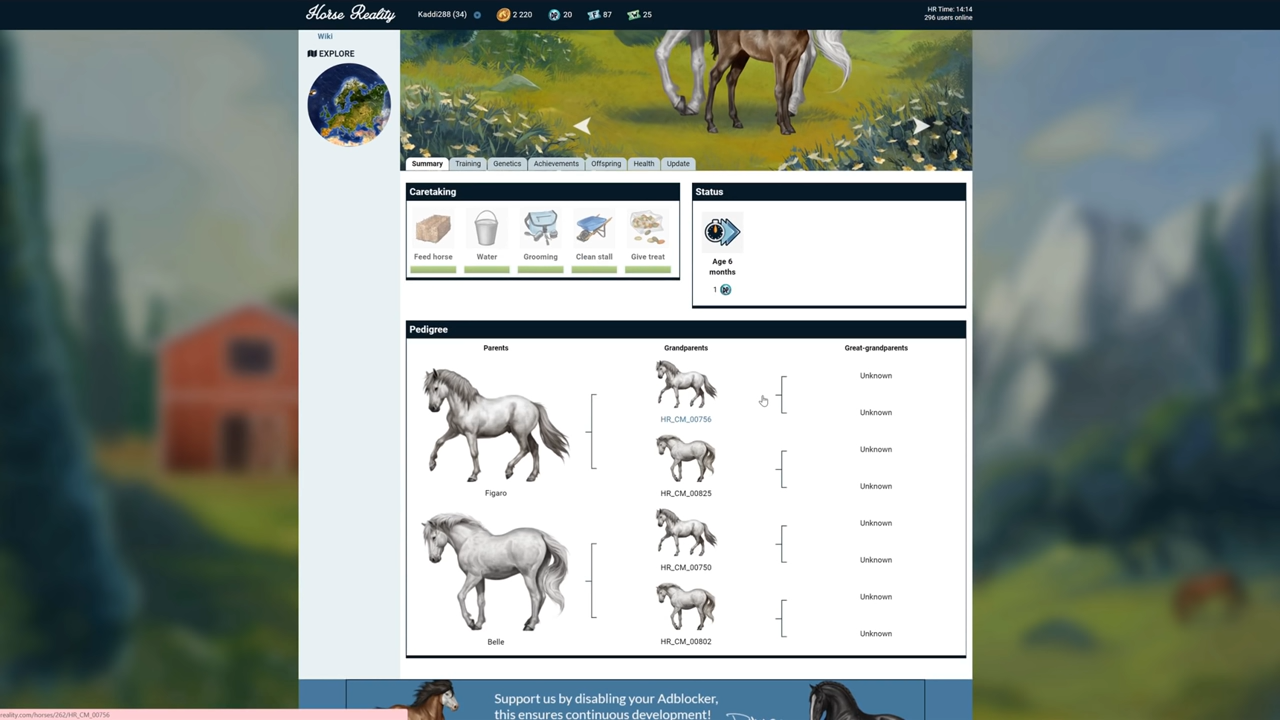 Horse Reality
Kaddi288 (34)
2 220
20
87
25
HR Time: 14:14
296 users online
Wiki
EXPLORE
Summary
Training
Genetics
Achievements
Offspring
Health
Update
Caretaking
Feed horse
Water
Grooming
Clean stall
Give treat
Status
Age 6
months
1
Pedigree
Parents
Grandparents
Great-grandparents
Figaro
Belle
HR_CM_00756
HR_CM_00825
HR_CM_00750
HR_CM_00802
Unknown
Unknown
Unknown
Unknown
Unknown
Unknown
Unknown
Unknown
Support us by disabling your Adblocker,
this ensures continuous development!
reality.com/horses/262/HR_CM_00756